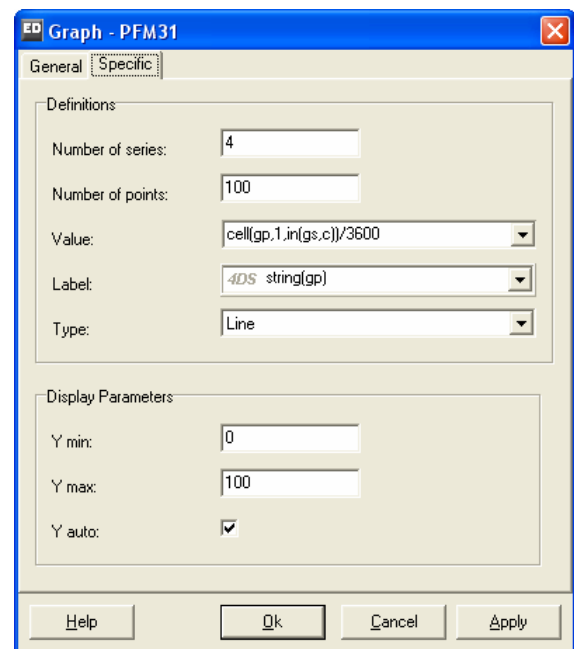 ED Graph - PFM31
General Specific
Definitions
Number of series: 4
Number of points: 100
Value: cell(gp,1,in(gs,c))/3600
Label: 4DS string(gp)
Type: Line
Display Parameters
Y min: 0
Y max: 100
Y auto:
Help Ok Cancel Apply